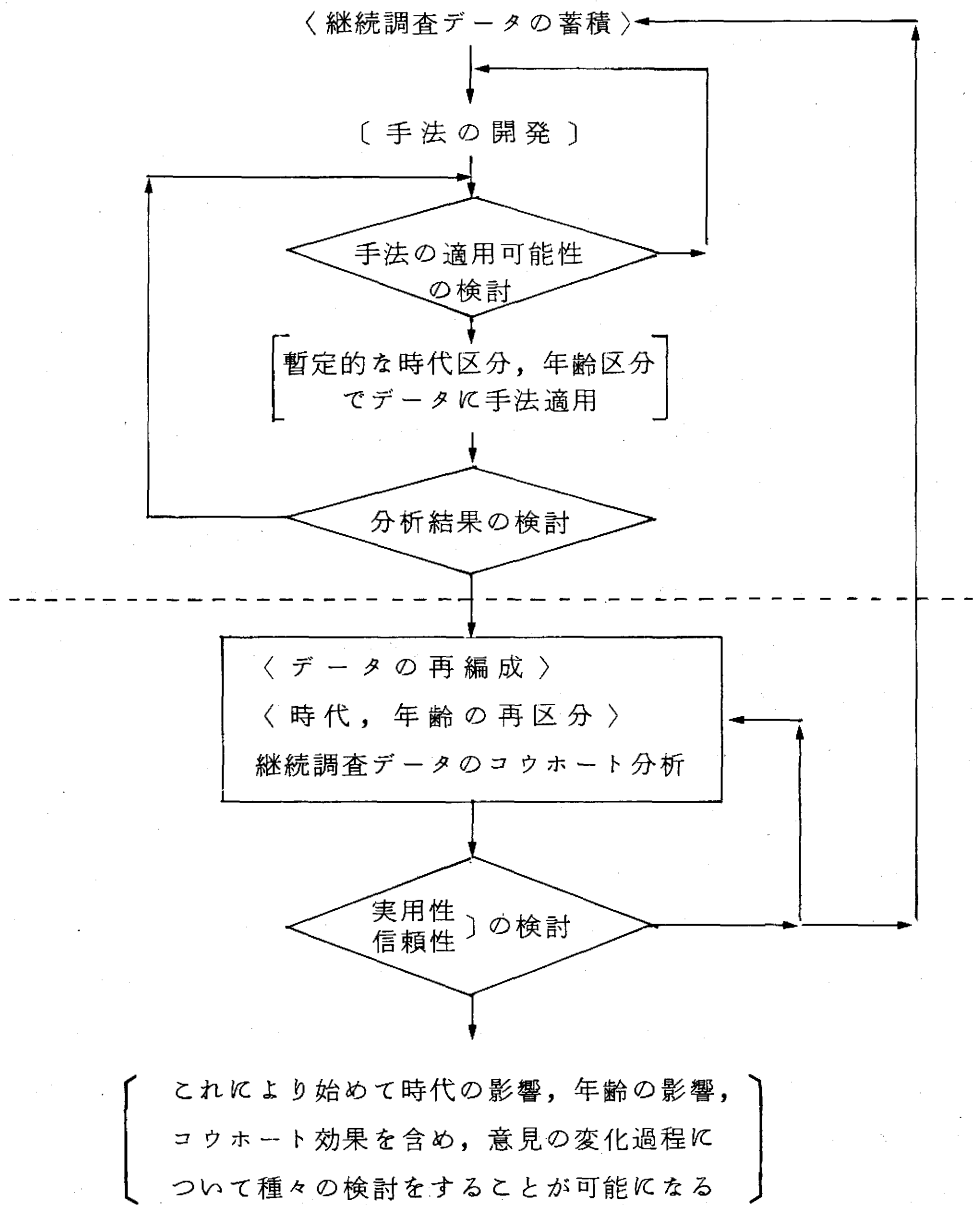 〈継続調査データの蓄積〉
〔手法の開発〕
手法の適用可能性
の検討
暫定的な時代区分，年齢区分
でデータに手法適用
分析結果の検討
〈データの再編成〉
〈時代，年齢の再区分〉
継続調査データのコウホート分析
実用性
信頼性〕の検討
これにより始めて時代の影響，年齢の影響，
コウホート効果を含め，意見の変化過程に
ついて種々の検討をすることが可能になる